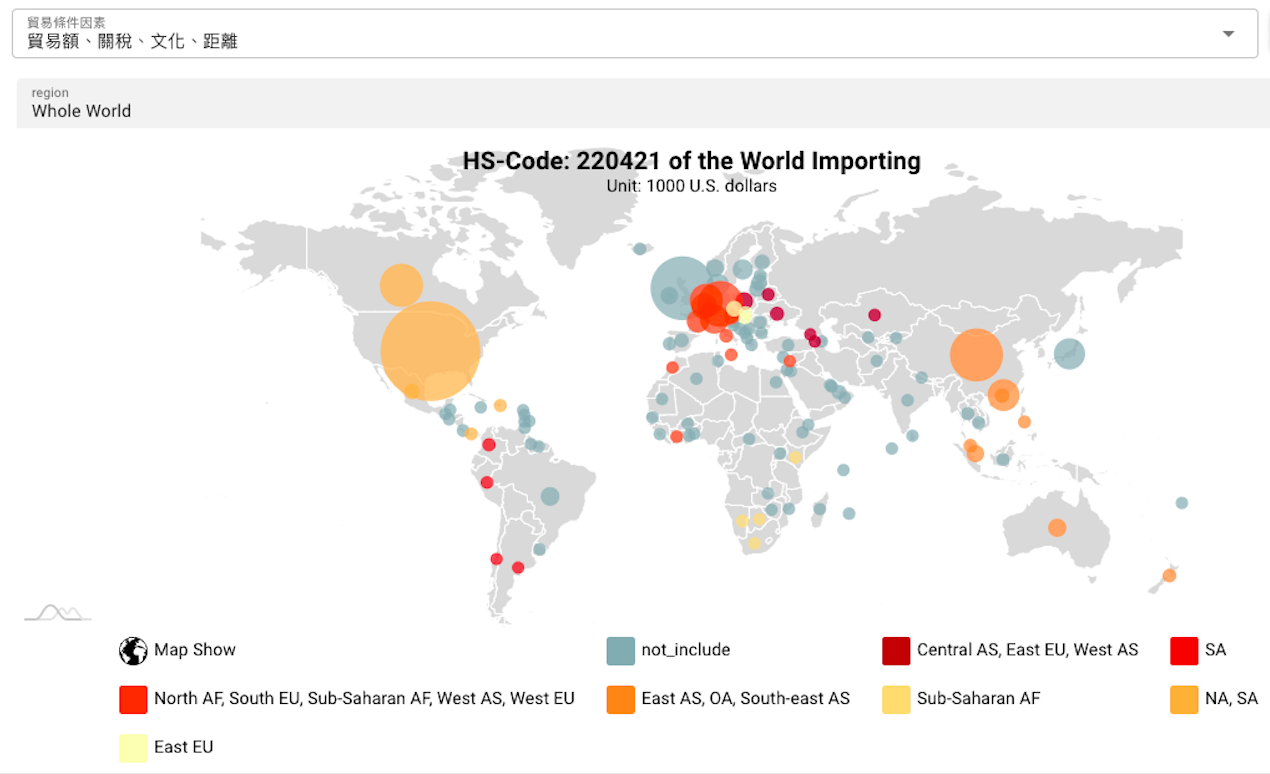 貿易條件因素
貿易額、關稅、文化、距離
region
Whole World
HS-Code: 220421 of the World Importing
Unit: 1000 U.S. dollars
Map Show
not_include
Central AS, East EU, West AS
SA
North AF, South EU, Sub-Saharan AF, West AS, West EU
East AS, OA, South-east AS
Sub-Saharan AF
NA, SA
East EU